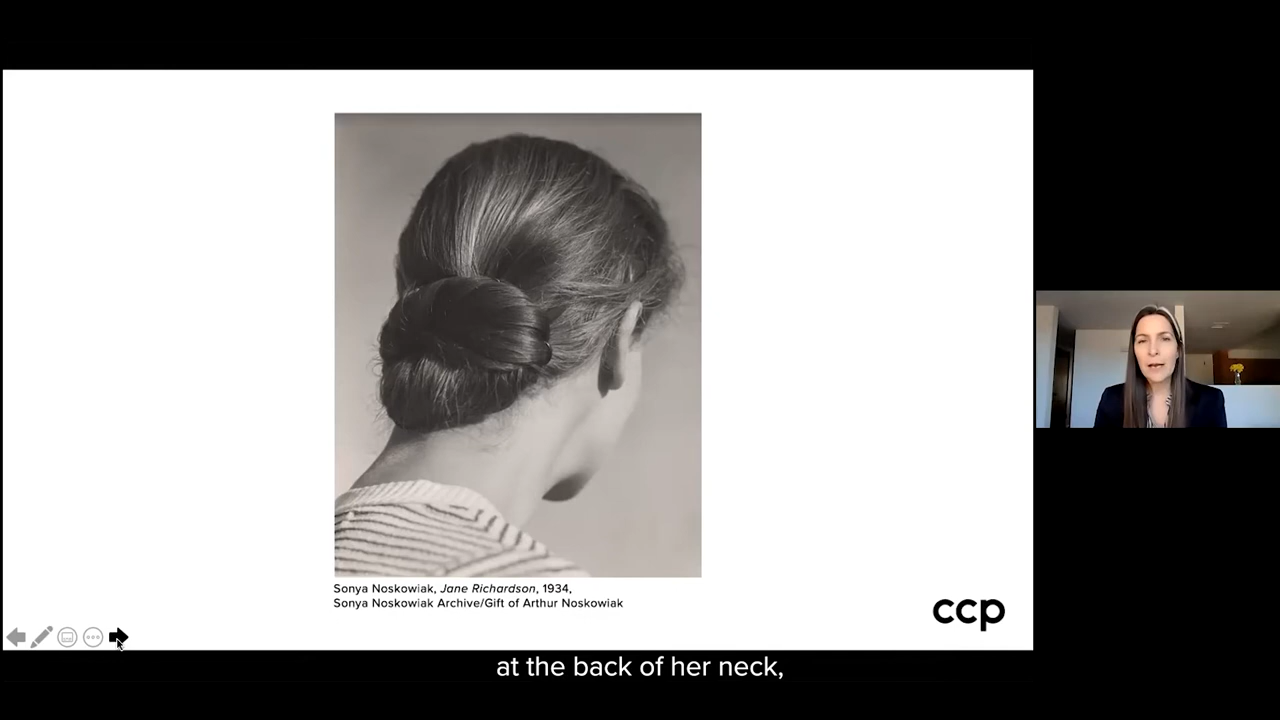 Sonya Noskowiak, Jane Richardson, 1934,
Sonya Noskowiak Archive/Gift of Arthur Noskowiak
ccp
at the back of her neck,